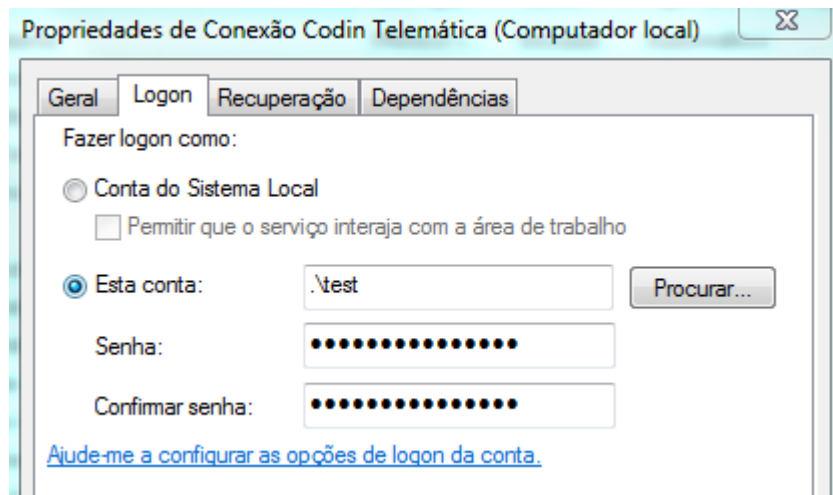 Propriedades de Conexão Codin Telemática (Computador local)
Geral Logon Recuperação Dependências
Fazer logon como:
Conta do Sistema Local
Permitir que o serviço interaja com a área de trabalho
Esta conta: .\test Procurar...
Senha: •••••••••••••••
Confirmar senha: •••••••••••••••
Ajude-me a configurar as opções de logon da conta.